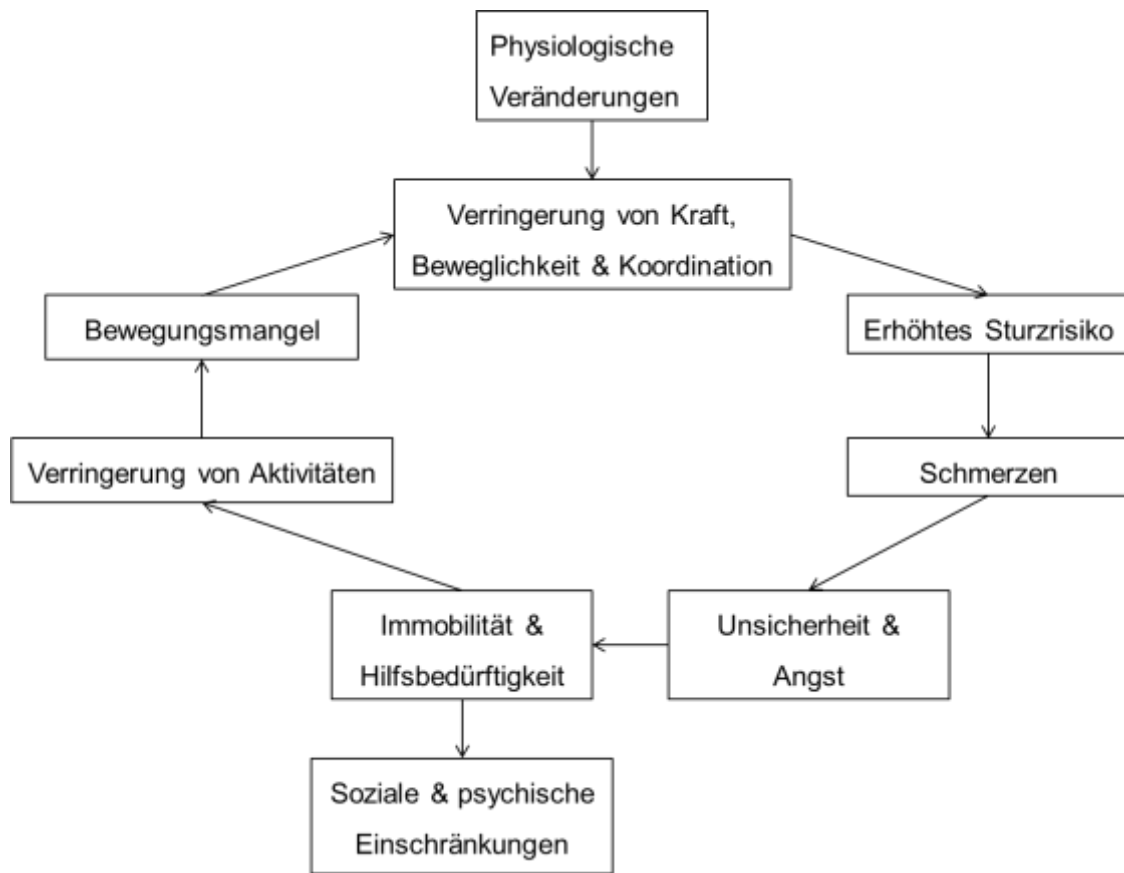 Physiologische
Veränderungen
Verringerung von Kraft,
Beweglichkeit & Koordination
Bewegungsmangel
Erhöhtes Sturzrisiko
Verringerung von Aktivitäten
Schmerzen
Immobilität &
Hilfsbedürftigkeit
Unsicherheit &
Angst
Soziale & psychische
Einschränkungen